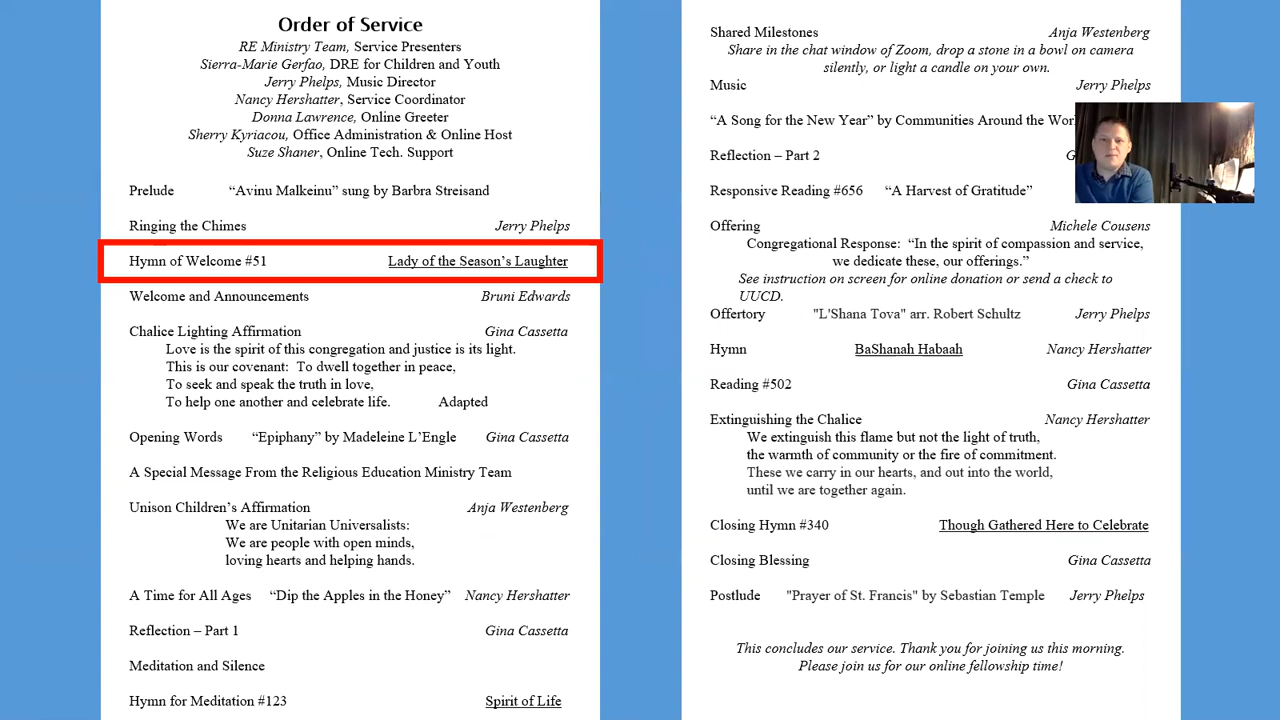 Order of Service
RE Ministry Team, Service Presenters
Sierra-Marie Gerfao, DRE for Children and Youth
Jerry Phelps, Music Director
Nancy Hershatter, Service Coordinator
Donna Lawrence, Online Greeter
Sherry Kyriacou, Office Administration & Online Host
Suze Shaner, Online Tech. Support
Prelude “Avinu Malkeinu” sung by Barbra Streisand
Ringing the Chimes Jerry Phelps
Hymn of Welcome #51 Lady of the Season’s Laughter
Welcome and Announcements Bruni Edwards
Chalice Lighting Affirmation Gina Cassetta
Love is the spirit of this congregation and justice is its light.
This is our covenant: To dwell together in peace,
To seek and speak the truth in love,
To help one another and celebrate life. Adapted
Opening Words “Epiphany” by Madeleine L’Engle Gina Cassetta
A Special Message From the Religious Education Ministry Team
Unison Children’s Affirmation Anja Westenberg
We are Unitarian Universalists:
We are people with open minds,
loving hearts and helping hands.
A Time for All Ages “Dip the Apples in the Honey” Nancy Hershatter
Reflection – Part 1 Gina Cassetta
Meditation and Silence
Hymn for Meditation #123 Spirit of Life
Shared Milestones Anja Westenberg
Share in the chat window of Zoom, drop a stone in a bowl on camera
silently, or light a candle on your own.
Music Jerry Phelps
“A Song for the New Year” by Communities Around the
Reflection – Part 2
Responsive Reading #656 “A Harvest of Gratitude”
Offering Michele Cousens
Congregational Response: “In the spirit of compassion and service,
we dedicate these, our offerings.”
See instruction on screen for online donation or send a check to
UUCD.
Offertory "L'Shana Tova" arr. Robert Schultz Jerry Phelps
Hymn BaShanah Habaah Nancy Hershatter
Reading #502 Gina Cassetta
Extinguishing the Chalice Nancy Hershatter
We extinguish this flame but not the light of truth,
the warmth of community or the fire of commitment.
These we carry in our hearts, and out into the world,
until we are together again.
Closing Hymn #340 Though Gathered Here to Celebrate
Closing Blessing Gina Cassetta
Postlude "Prayer of St. Francis" by Sebastian Temple Jerry Phelps
This concludes our service. Thank you for joining us this morning.
Please join us for our online fellowship time!